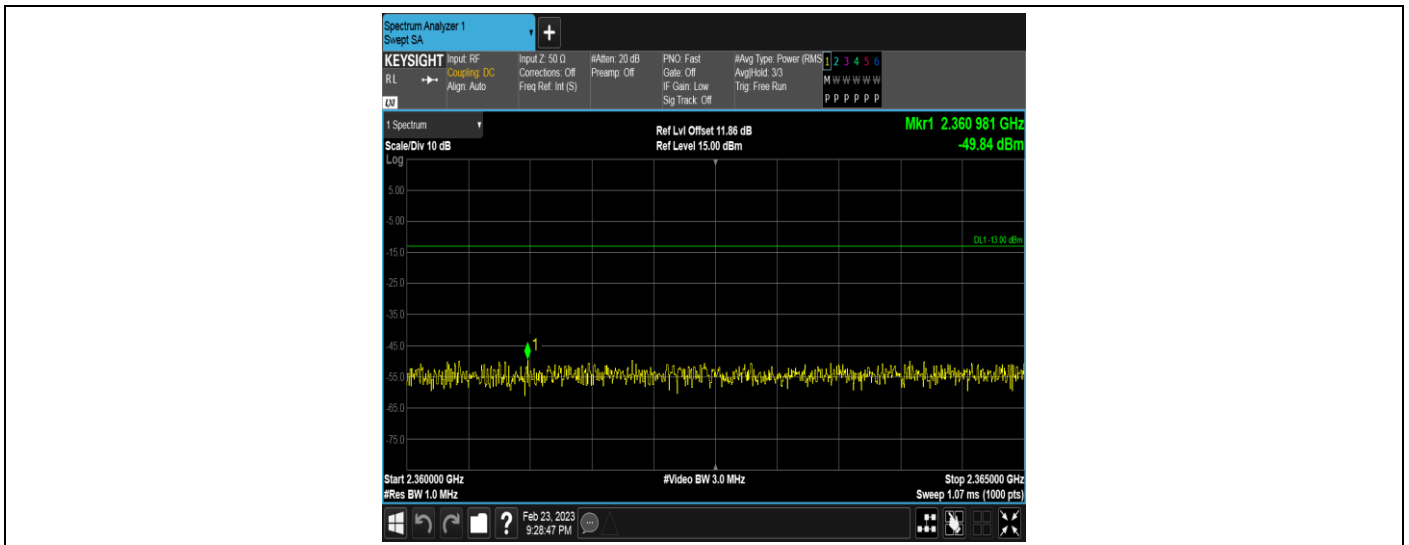 Spectrum Analyzer 1
Swept SA
+
KEYSIGHT
RL
LXI
Input: RF
Coupling: DC
Align: Auto
Input Z: 50 Ω
Corrections: Off
Freq Ref: Int (S)
#Atten: 20 dB
Preamp: Off
PNO: Fast
Gate: Off
IF Gain: Low
Sig Track: Off
#Avg Type: Power (RMS
Avg|Hold: 3/3
Trig: Free Run
1 2 3 4 5 6
M W W W W W
P P P P P P
1 Spectrum
Scale/Div 10 dB
Ref Lvl Offset 11.86 dB
Ref Level 15.00 dBm
Mkr1 2.360 981 GHz
-49.84 dBm
Log
5.00
-5.00
DL1 -13.00 dBm
-15.0
-25.0
-35.0
-45.0
1
-55.0
-65.0
-75.0
Start 2.360000 GHz
#Video BW 3.0 MHz
Stop 2.365000 GHz
#Res BW 1.0 MHz
Sweep 1.07 ms (1000 pts)
?
Feb 23, 2023
9:28:47 PM